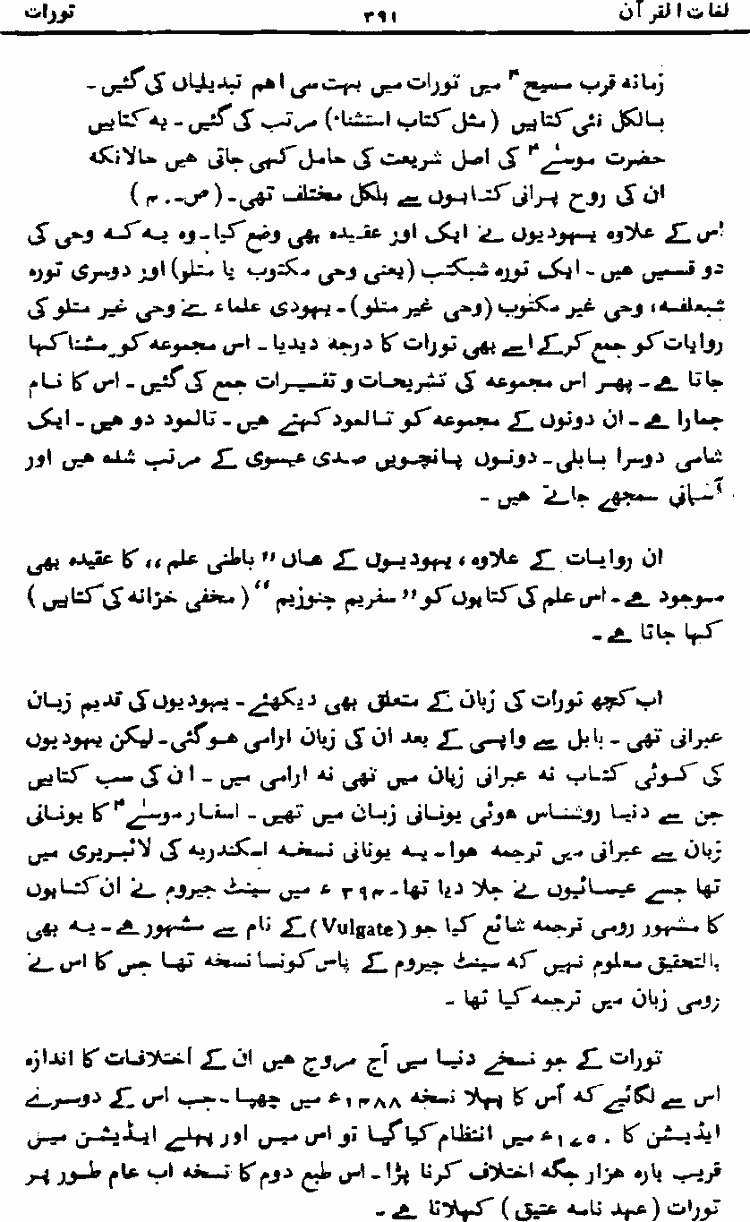 لغات القرآن ۳۹۱ تورات
زمانہ قرب مسیحؑ میں تورات میں بہت سی اہم تبدیلیاں کی گئیں ۔
بالکل نئی کتابیں (مثل کتاب استثناء) مرتب کی گئیں ۔ یہ کتابیں
حضرت موسےٰؑ کی اصل شریعت کی حامل کہی جاتی ہیں حالانکہ
ان کی روح پرانی کتابوں سے بلکل مختلف تھی ۔ (ص۔
اس کے علاوہ یہودیوں نے ایک اور عقیدہ بھی وضع کیا ۔ وہ یہ کہ وحی کی
دو قسمیں ہیں ۔ ایک تورہ شبکتب (یعنی وحی مکتوب یا متلو) اور دوسری تورہ
شبعلفہ، وحی غیر مکتوب (وحی غیر متلو) ۔ یہودی علماء نے وحی غیر متلو کی
روایات کو جمع کر کے اسے بھی تورات کا درجہ دیدیا ۔ اس مجموعہ کو مشنا کہا
جاتا ہے ۔ پھر اس مجموعہ کی تشریحات و تفسیرات جمع کی گئیں ۔ اس کا نام
جمارا ہے ۔ ان دونوں کے مجموعہ کو تالمود کہتے ہیں ۔ تالمود دو ہیں ۔ ایک
شامی دوسرا بابلی ۔ دونوں پانچویں صدی عیسوی کے مرتب شدہ ہیں اور
آسمانی سمجھے جاتے ہیں ۔
ان روایات کے علاوہ، یہودیوں کے ہاں ”باطنی علم،، کا عقیدہ بھی
موجود ہے ۔ اس علم کی کتابوں کو ”سفریم جنوزیم“ (مخفی خزانہ کی کتابیں)
کہا جاتا ہے ۔
اب کچھ تورات کی زبان کے متعلق بھی دیکھئے ۔ یہودیوں کی قدیم زبان
عبرانی تھی ۔ بابل سے واپسی کے بعد ان کی زبان ارامی ہو گئی ۔ لیکن یہودیوں
کی کوئی کتاب نہ عبرانی زبان میں تھی نہ ارامی میں ۔ ان کی سب کتابیں
جن سے دنیا روشناس ہوئی یونانی زبان میں تھیں ۔ اسفار موسےٰؑ کا یونانی
زبان سے عبرانی میں ترجمہ ہوا ۔ یہ یونانی نسخہ اسکندریہ کی لائبریری میں
تھا جسے عیسائیوں نے جلا دیا تھا ۔ میں سینٹ جیروم نے ان کتابوں
کا مشہور رومی ترجمہ شائع کیا جو (Vulgate) کے نام سے مشہور ہے ۔ یہ بھی
بالتحقیق معلوم نہیں کہ سینٹ جیروم کے پاس کونسا نسخہ تھا جس کا اس نے
رومی زبان میں ترجمہ کیا تھا ۔
تورات کے جو نسخے دنیا میں آج مروج ہیں ان کے اختلافات کا اندازہ
اس سے لگائیے کہ اس کا پہلا نسخہ ۱۴۸۸ء میں چھپا ۔ جب اس کے دوسرے
ایڈیشن کا میں انتظام کیا گیا تو اس میں اور پہلے ایڈیشن میں
قریب بارہ ہزار جگہ اختلاف کرنا پڑا ۔ اس طبع دوم کا نسخہ اب عام طور پر
تورات (عہد نامہ عتیق) کہلاتا ہے ۔